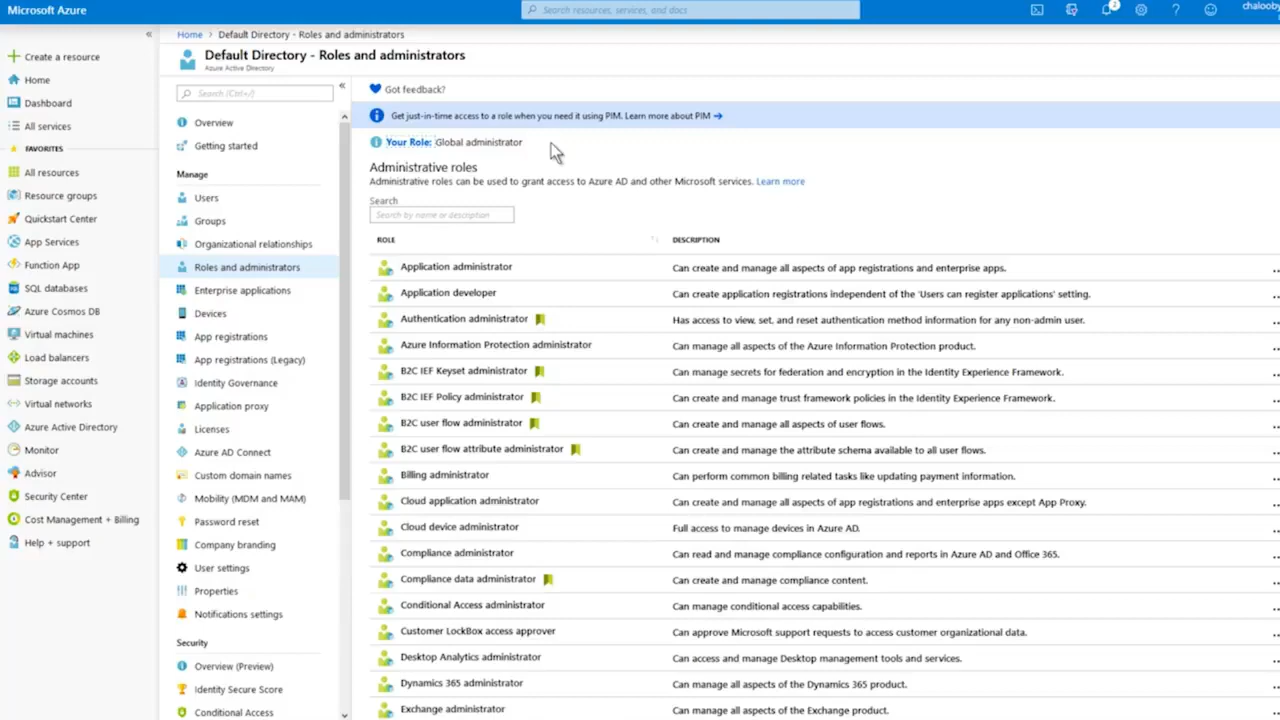 Microsoft Azure
Search resources, services, and docs
2
Home > Default Directory - Roles and administrators
Default Directory - Roles and administrators
Azure Active Directory
Create a resource
Home
Dashboard
All services
FAVORITES
All resources
Resource groups
Quickstart Center
App Services
Function App
SQL databases
Azure Cosmos DB
Virtual machines
Load balancers
Storage accounts
Virtual networks
Azure Active Directory
Monitor
Advisor
Security Center
Cost Management + Billing
Help + support
Search (Ctrl+/)
Overview
Getting started
Manage
Users
Groups
Organizational relationships
Roles and administrators
Enterprise applications
Devices
App registrations
App registrations (Legacy)
Identity Governance
Application proxy
Licenses
Azure AD Connect
Custom domain names
Mobility (MDM and MAM)
Password reset
Company branding
User settings
Properties
Notifications settings
Security
Overview (Preview)
Identity Secure Score
Conditional Access
Got feedback?
Get just-in-time access to a role when you need it using PIM. Learn more about PIM →
Your Role: Global administrator
Administrative roles
Administrative roles can be used to grant access to Azure AD and other Microsoft services. Learn more
Search
Search by name or description
ROLE DESCRIPTION
Application administrator Can create and manage all aspects of app registrations and enterprise apps.
Application developer Can create application registrations independent of the 'Users can register applications' setting.
Authentication administrator Has access to view, set, and reset authentication method information for any non-admin user.
Azure Information Protection administrator Can manage all aspects of the Azure Information Protection product.
B2C IEF Keyset administrator Can manage secrets for federation and encryption in the Identity Experience Framework.
B2C IEF Policy administrator Can create and manage trust framework policies in the Identity Experience Framework.
B2C user flow administrator Can create and manage all aspects of user flows.
B2C user flow attribute administrator Can create and manage the attribute schema available to all user flows.
Billing administrator Can perform common billing related tasks like updating payment information.
Cloud application administrator Can create and manage all aspects of app registrations and enterprise apps except App Proxy.
Cloud device administrator Full access to manage devices in Azure AD.
Compliance administrator Can read and manage compliance configuration and reports in Azure AD and Office 365.
Compliance data administrator Can create and manage compliance content.
Conditional Access administrator Can manage conditional access capabilities.
Customer LockBox access approver Can approve Microsoft support requests to access customer organizational data.
Desktop Analytics administrator Can access and manage Desktop management tools and services.
Dynamics 365 administrator Can manage all aspects of the Dynamics 365 product.
Exchange administrator Can manage all aspects of the Exchange product.